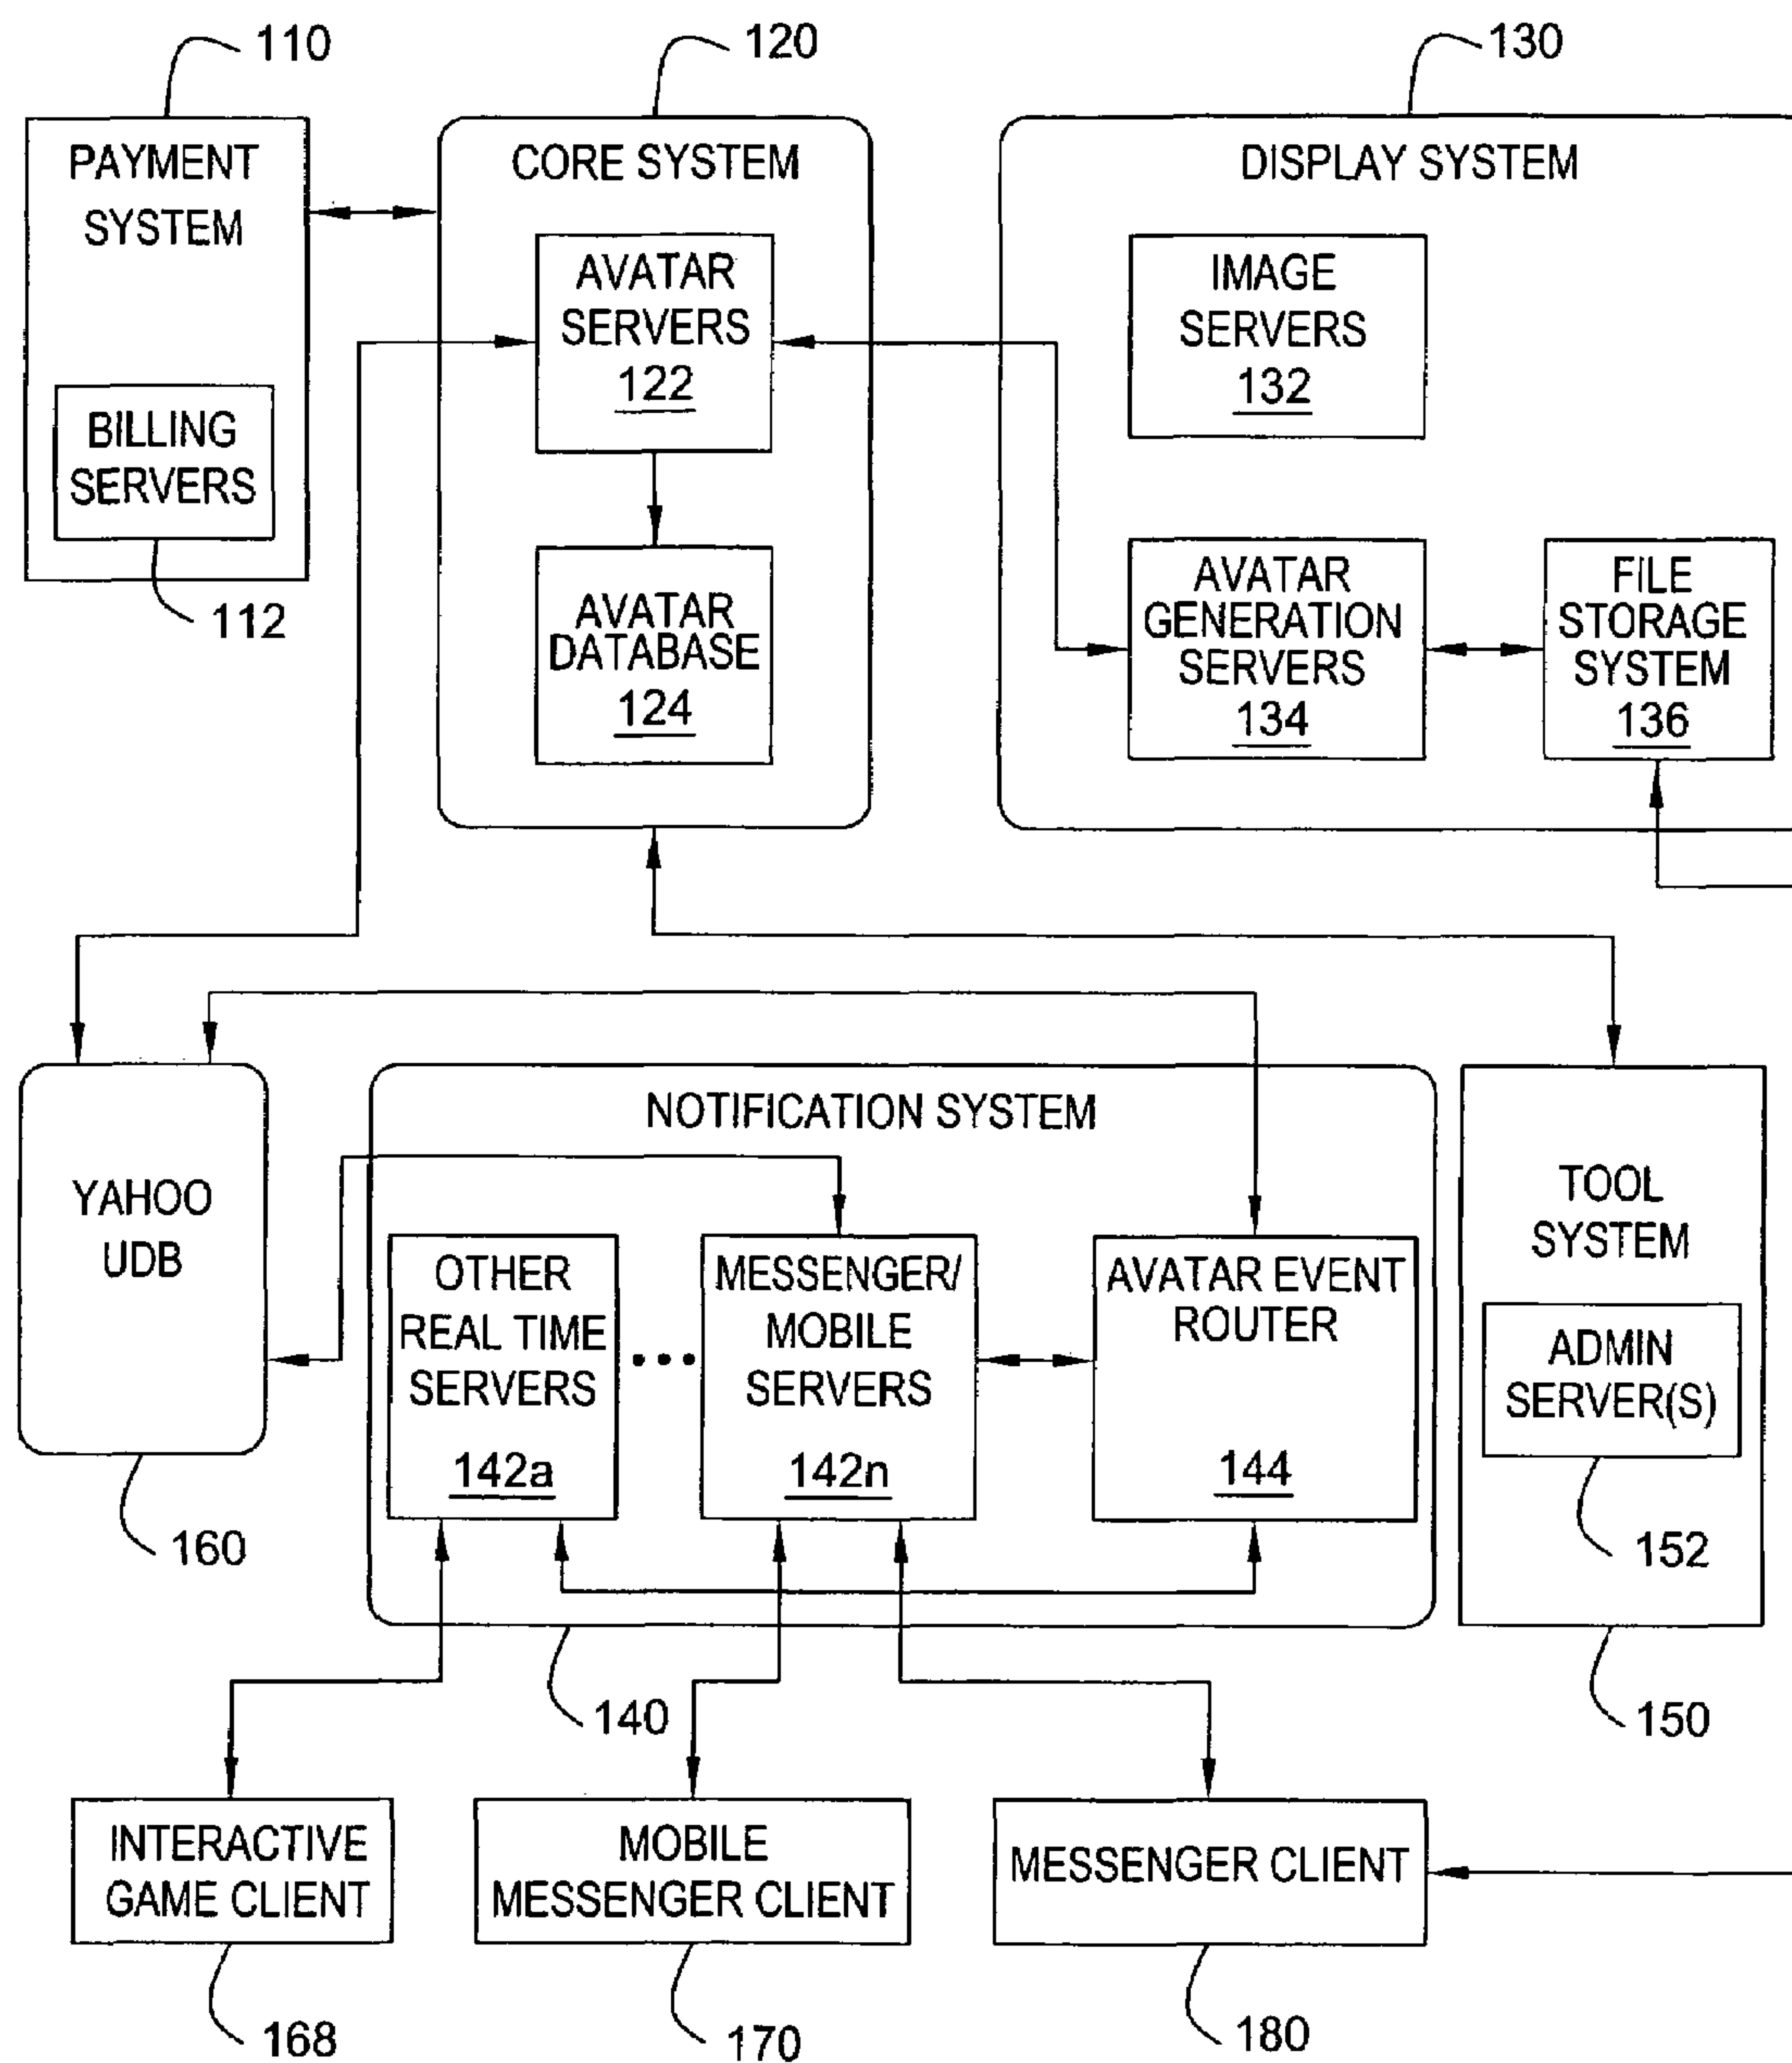 110
120
130
PAYMENT
SYSTEM
BILLING
SERVERS
112
CORE SYSTEM
AVATAR
SERVERS
122
AVATAR
DATABASE
124
DISPLAY SYSTEM
IMAGE
SERVERS
132
AVATAR
GENERATION
SERVERS
134
FILE
STORAGE
SYSTEM
136
YAHOO
UDB
160
NOTIFICATION SYSTEM
OTHER
REAL TIME
SERVERS
142a
MESSENGER/
MOBILE
SERVERS
142n
AVATAR EVENT
ROUTER
144
140
TOOL
SYSTEM
ADMIN
SERVER(S)
152
150
INTERACTIVE
GAME CLIENT
168
MOBILE
MESSENGER CLIENT
170
MESSENGER CLIENT
180